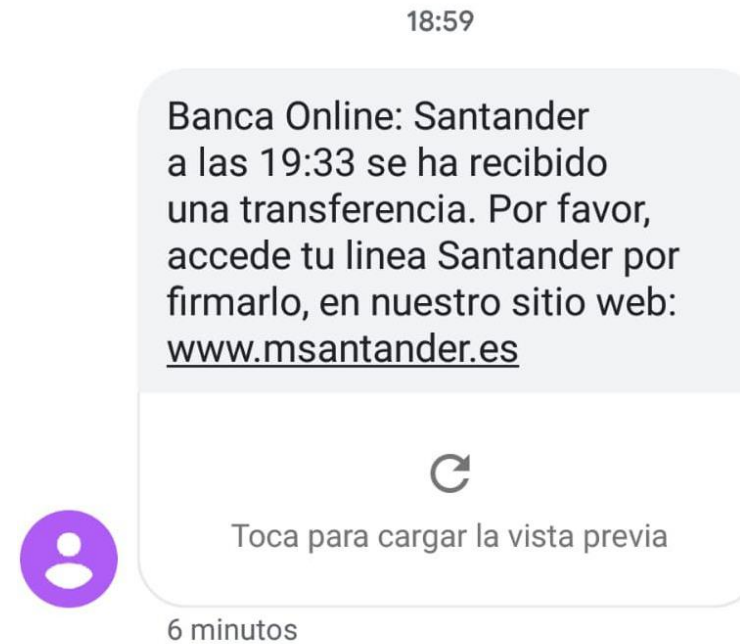 18:59
Banca Online: Santander
a las 19:33 se ha recibido
una transferencia. Por favor,
accede tu linea Santander por
firmarlo, en nuestro sitio web:
www.msantander.es
Toca para cargar la vista previa
6 minutos